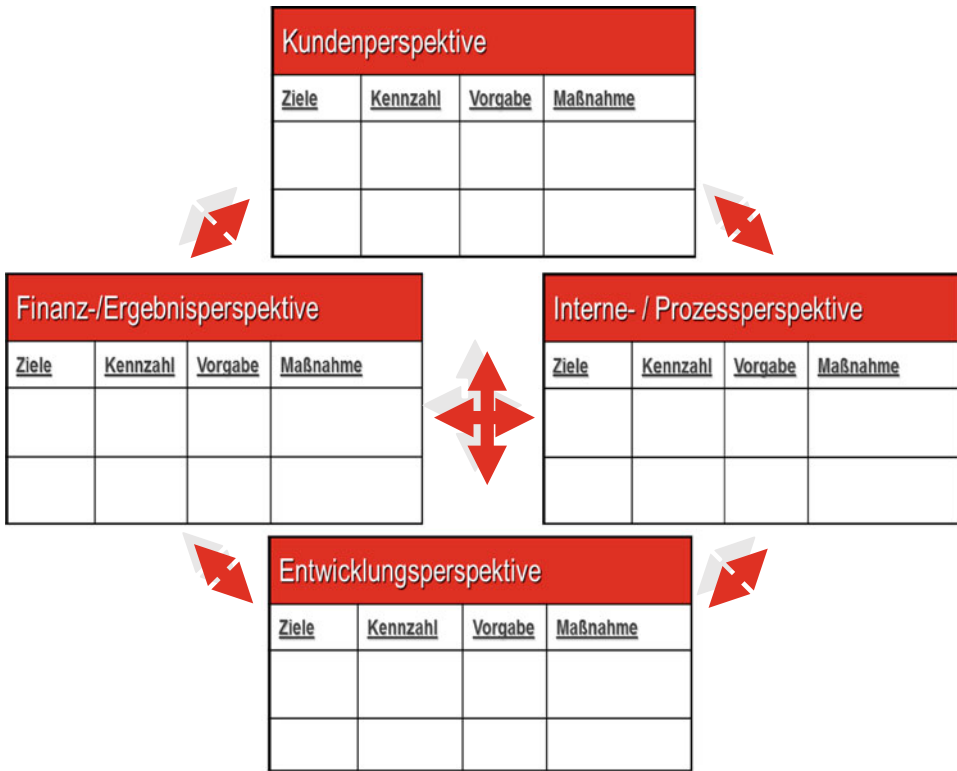 Kundenperspektive
Ziele Kennzahl Vorgabe Maßnahme
Finanz-/Ergebnisperspektive
Ziele Kennzahl Vorgabe Maßnahme
Interne- / Prozessperspektive
Ziele Kennzahl Vorgabe Maßnahme
Entwicklungsperspektive
Ziele Kennzahl Vorgabe Maßnahme